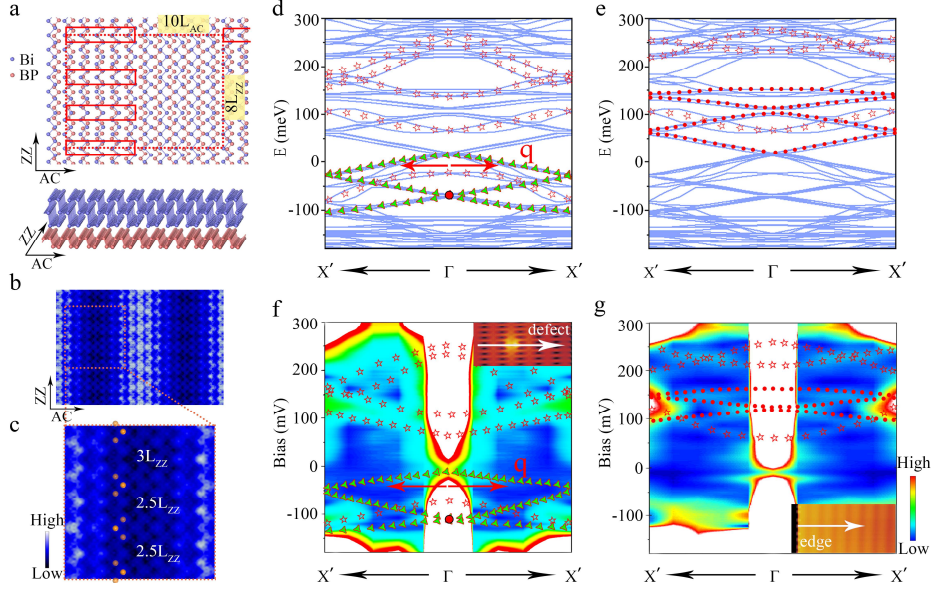 a
10L_AC
Bi
BP
8L_ZZ
ZZ
AC
ZZ
AC
b
ZZ
AC
c
3L_ZZ
2.5L_ZZ
2.5L_ZZ
High
Low
d
E (meV)
300
200
100
0
-100
q
X′ Γ X′
e
E (meV)
300
200
100
0
-100
X′ Γ X′
f
Bias (mV)
300
200
100
0
-100
defect
q
X′ Γ X′
g
Bias (mV)
300
200
100
0
-100
edge
High
Low
X′ Γ X′